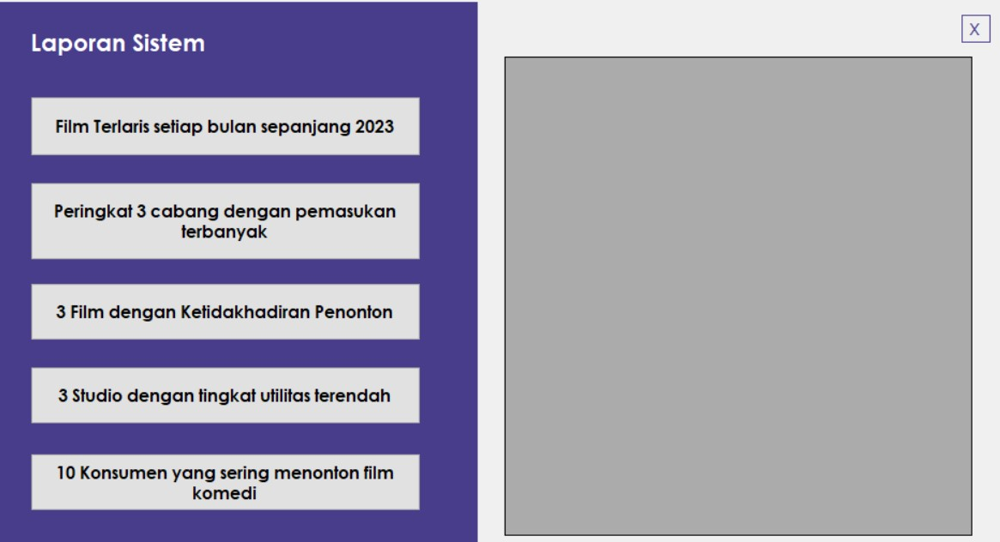 Laporan Sistem
X
Film Terlaris setiap bulan sepanjang 2023
Peringkat 3 cabang dengan pemasukan
terbanyak
3 Film dengan Ketidakhadiran Penonton
3 Studio dengan tingkat utilitas terendah
10 Konsumen yang sering menonton film
komedi